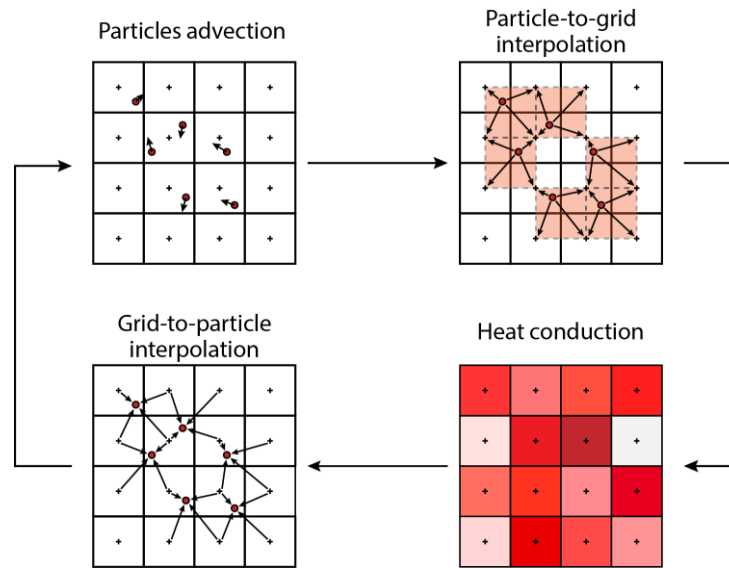 Particles advection
Particle-to-grid
interpolation
Grid-to-particle
interpolation
Heat conduction